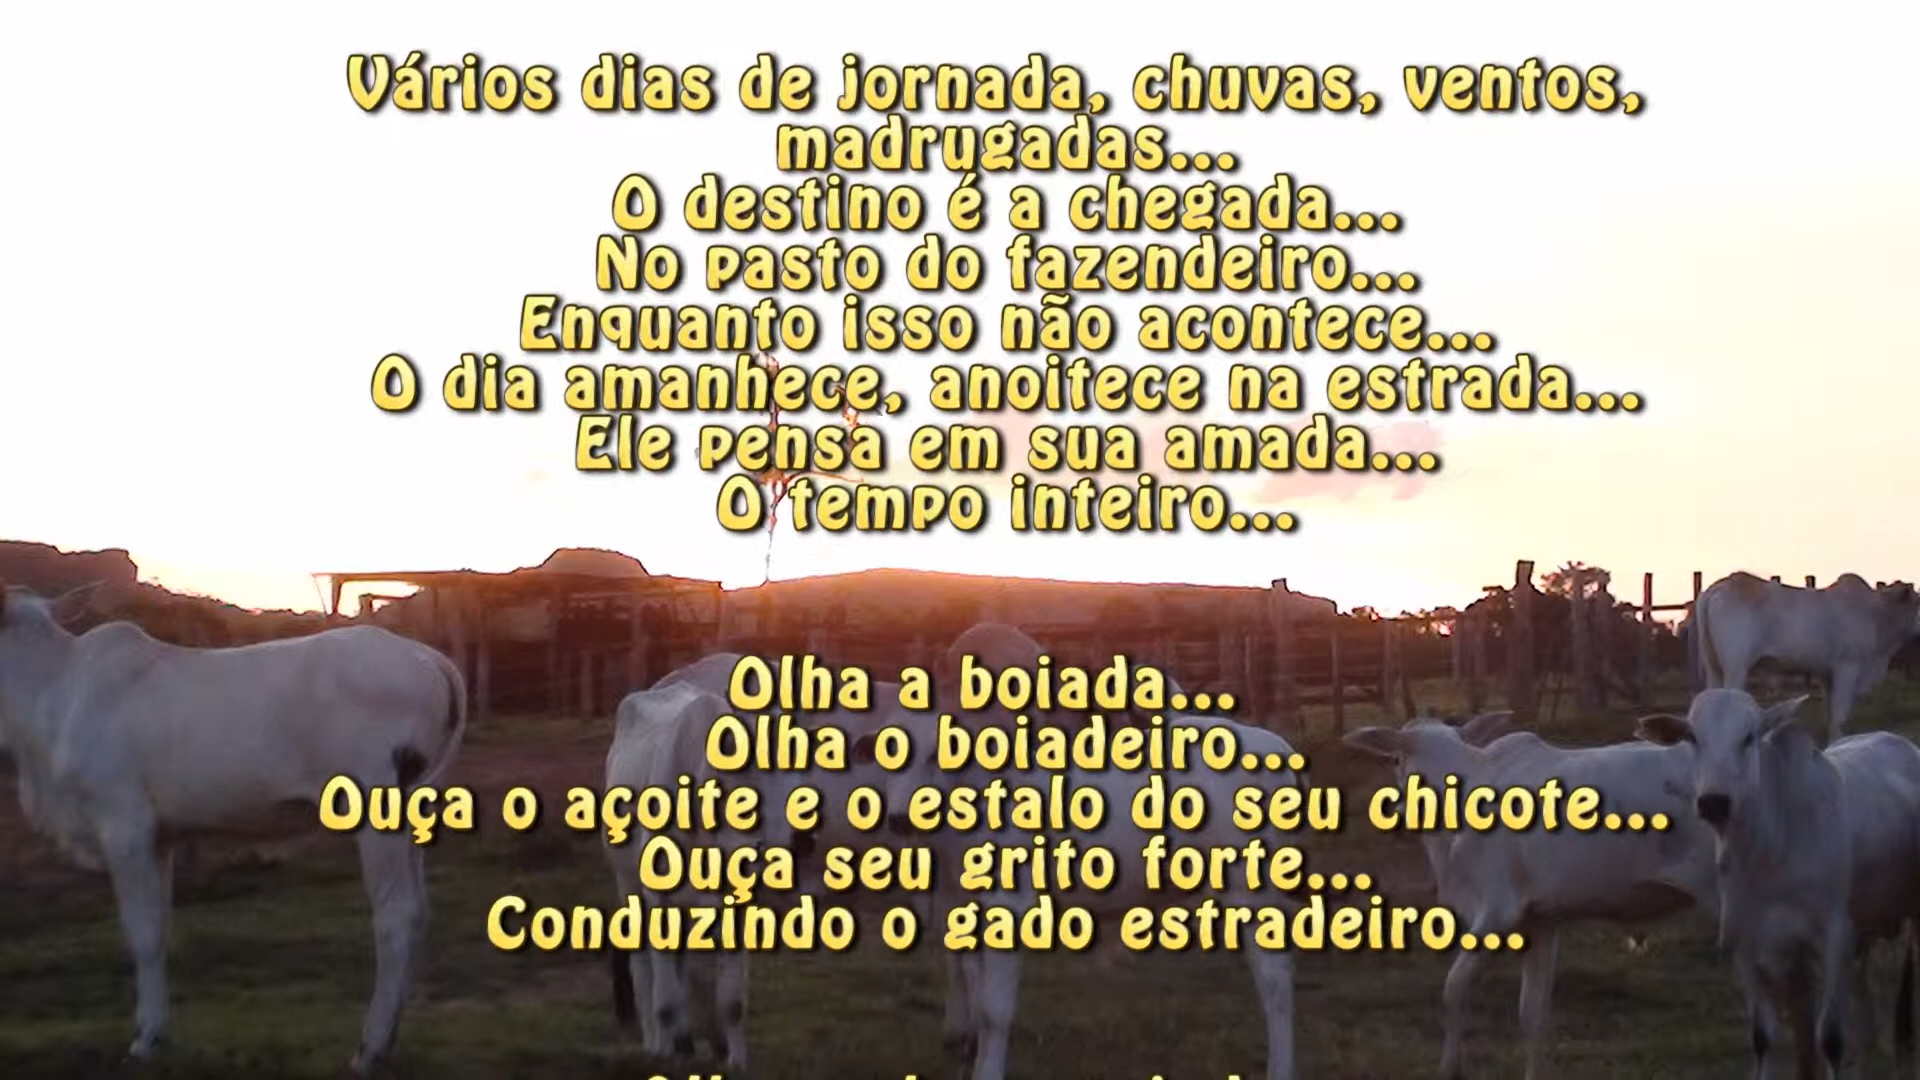 Vários dias de jornada, chuvas, ventos,
madrugadas...
O destino é a chegada...
No pasto do fazendeiro...
Enquanto isso não acontece...
O dia amanhece, anoitece na estrada...
Ele pensa em sua amada...
O tempo inteiro...
Olha a boiada...
Olha o boiadeiro...
Ouça o açoite e o estalo do seu chicote...
Ouça seu grito forte...
Conduzindo o gado estradeiro...